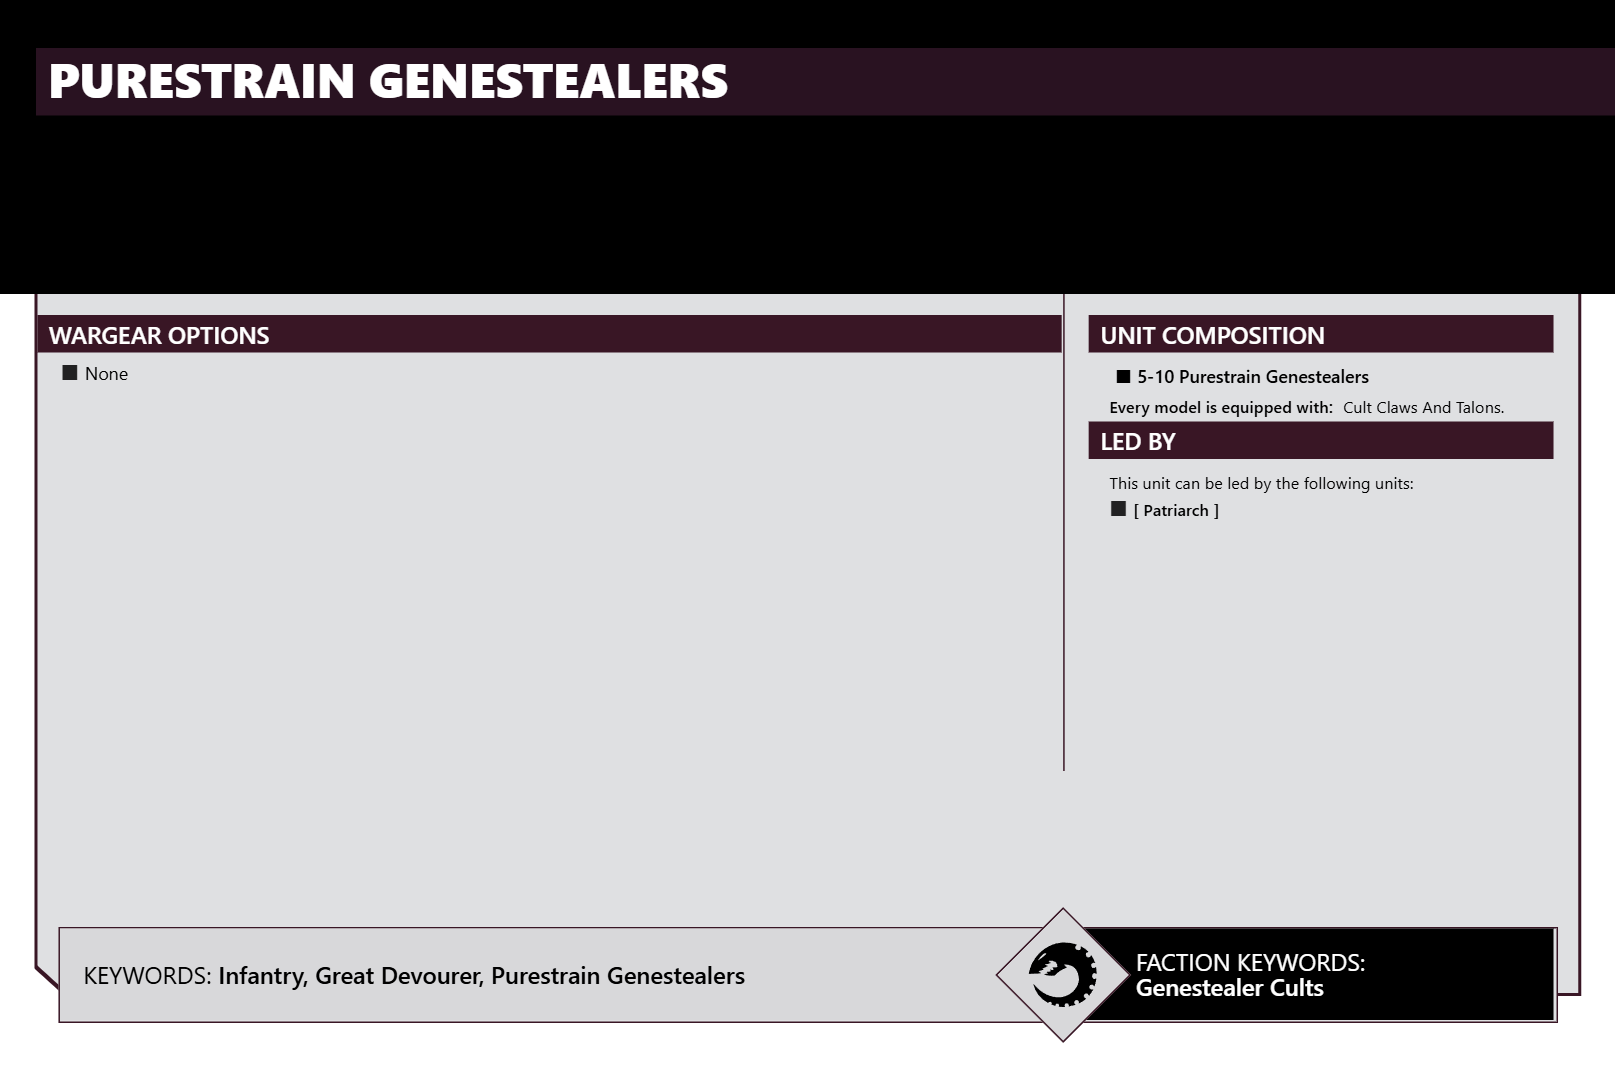 PURESTRAIN GENESTEALERS
WARGEAR OPTIONS
■ None
UNIT COMPOSITION
■ 5-10 Purestrain Genestealers
Every model is equipped with: Cult Claws And Talons.
LED BY
This unit can be led by the following units:
■ [ Patriarch ]
KEYWORDS: Infantry, Great Devourer, Purestrain Genestealers
FACTION KEYWORDS:
Genestealer Cults